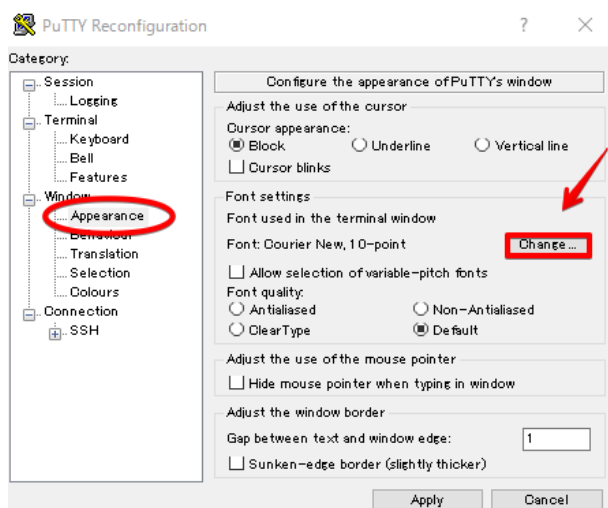 PuTTY Reconfiguration ? ×
Category:
Session
Logging
Terminal
Keyboard
Bell
Features
Window
Appearance
Behaviour
Translation
Selection
Colours
Connection
SSH
Configure the appearance of PuTTY's window
Adjust the use of the cursor
Cursor appearance:
Block Underline Vertical line
Cursor blinks
Font settings
Font used in the terminal window
Font: Courier New, 10-point Change...
Allow selection of variable-pitch fonts
Font quality:
Antialiased Non-Antialiased
ClearType Default
Adjust the use of the mouse pointer
Hide mouse pointer when typing in window
Adjust the window border
Gap between text and window edge: 1
Sunken-edge border (slightly thicker)
Apply Cancel